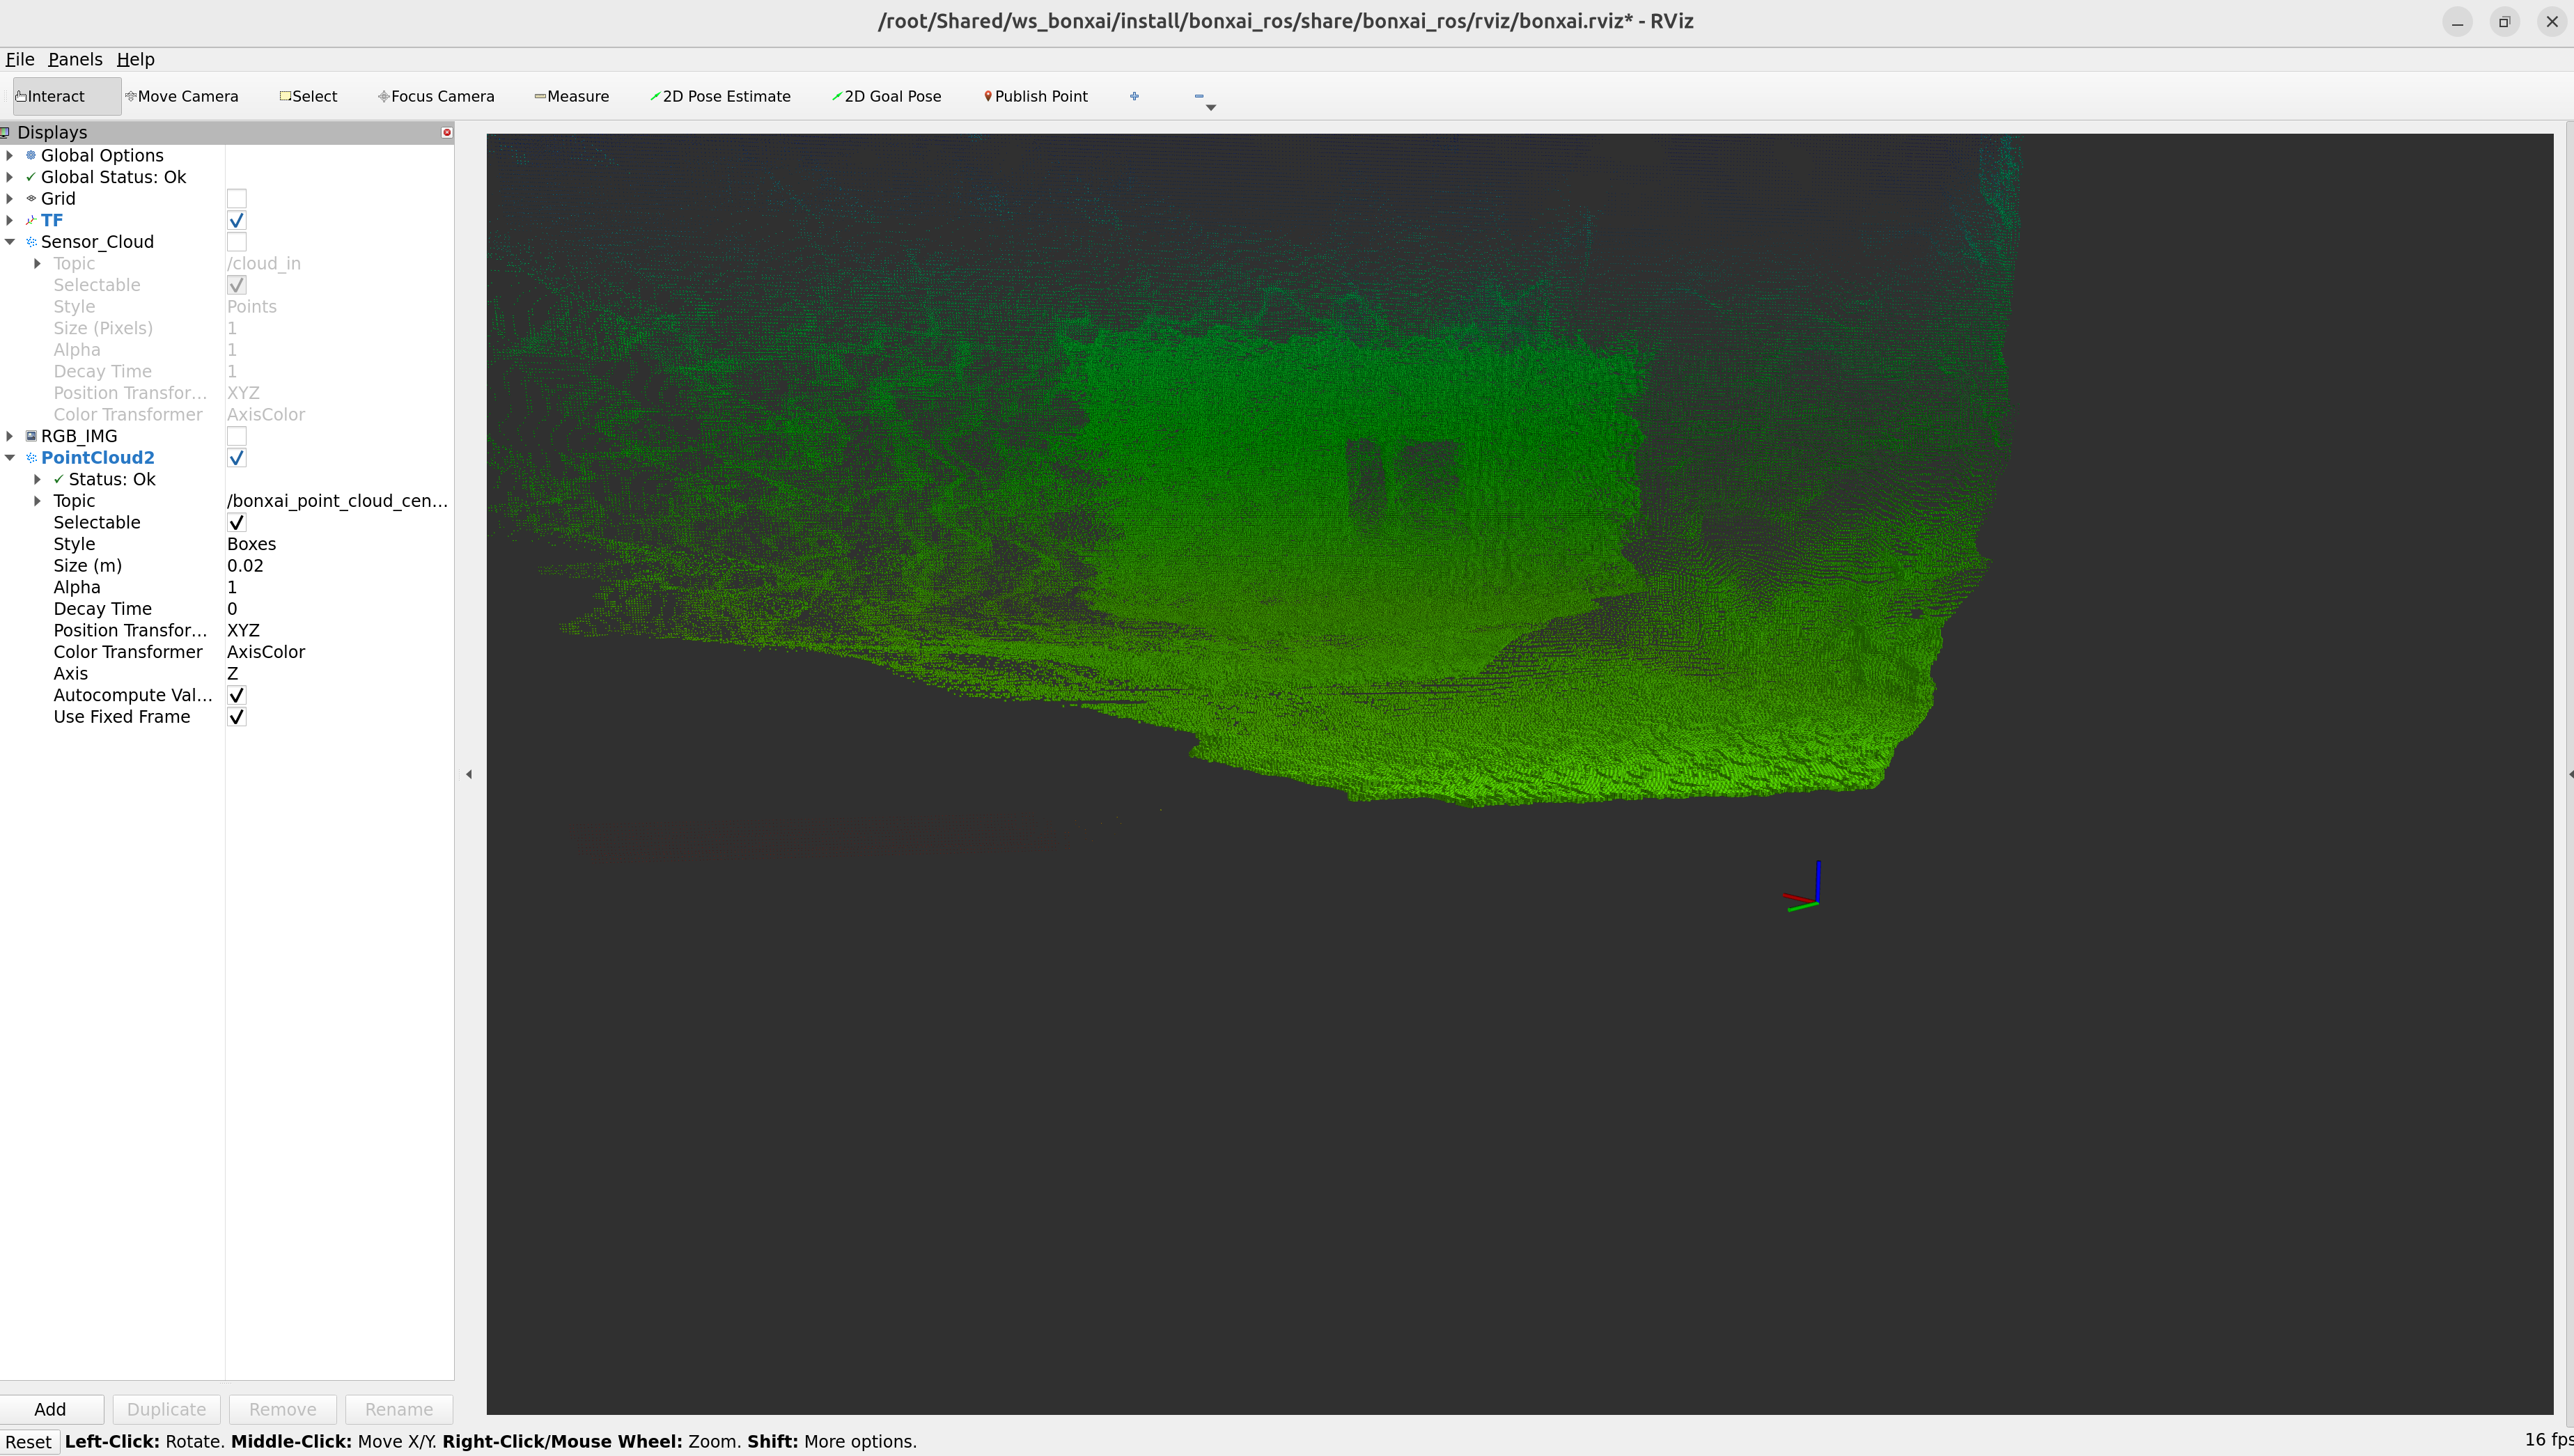 /root/Shared/ws_bonxai/install/bonxai_ros/share/bonxai_ros/rviz/bonxai.rviz* - RViz
File Panels Help
Interact Move Camera Select Focus Camera Measure 2D Pose Estimate 2D Goal Pose Publish Point
Displays
Global Options
Global Status: Ok
Grid
TF
Sensor_Cloud
Topic /cloud_in
Selectable
Style Points
Size (Pixels) 1
Alpha 1
Decay Time 1
Position Transfor... XYZ
Color Transformer AxisColor
RGB_IMG
PointCloud2
Status: Ok
Topic /bonxai_point_cloud_cen...
Selectable
Style Boxes
Size (m) 0.02
Alpha 1
Decay Time 0
Position Transfor... XYZ
Color Transformer AxisColor
Axis Z
Autocompute Val...
Use Fixed Frame
Add Duplicate Remove Rename
Reset Left-Click: Rotate. Middle-Click: Move X/Y. Right-Click/Mouse Wheel: Zoom. Shift: More options. 16 fps